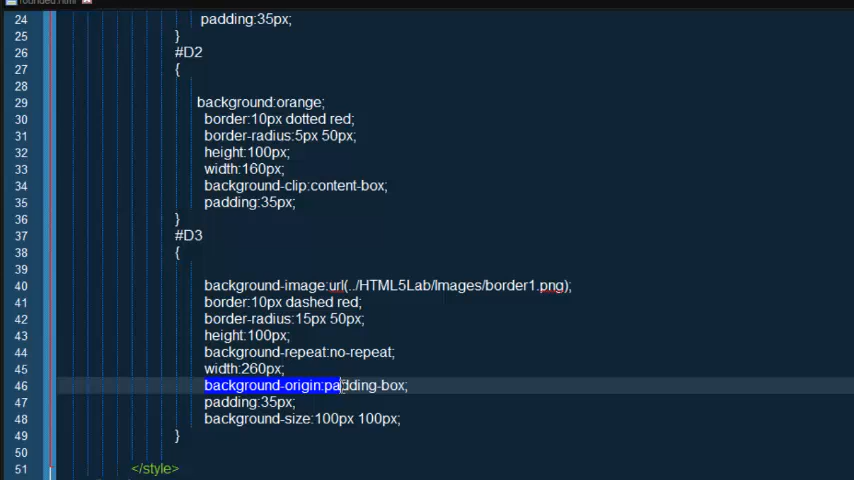 rounded.html
24 padding:35px;
25 }
26 #D2
27 {
28
29 background:orange;
30 border:10px dotted red;
31 border-radius:5px 50px;
32 height:100px;
33 width:160px;
34 background-clip:content-box;
35 padding:35px;
36 }
37 #D3
38 {
39
40 background-image:url(../HTML5Lab/Images/border1.png);
41 border:10px dashed red;
42 border-radius:15px 50px;
43 height:100px;
44 background-repeat:no-repeat;
45 width:260px;
46 background-origin:padding-box;
47 padding:35px;
48 background-size:100px 100px;
49 }
50
51 </style>